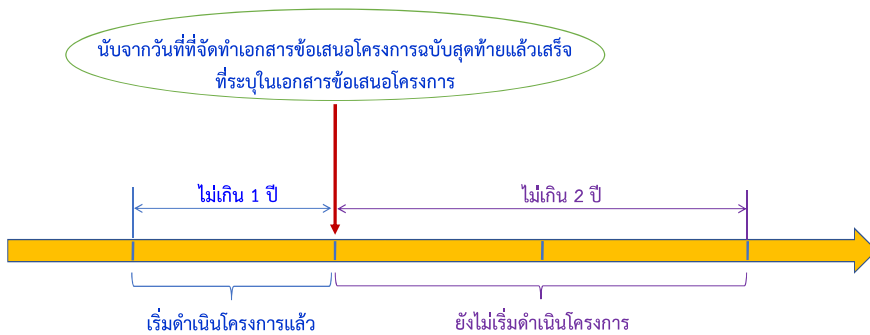 นับจากวันที่ที่จัดทำเอกสารข้อเสนอโครงการฉบับสุดท้ายแล้วเสร็จ
ที่ระบุในเอกสารข้อเสนอโครงการ
ไม่เกิน 1 ปี
ไม่เกิน 2 ปี
เริ่มดำเนินโครงการแล้ว
ยังไม่เริ่มดำเนินโครงการ